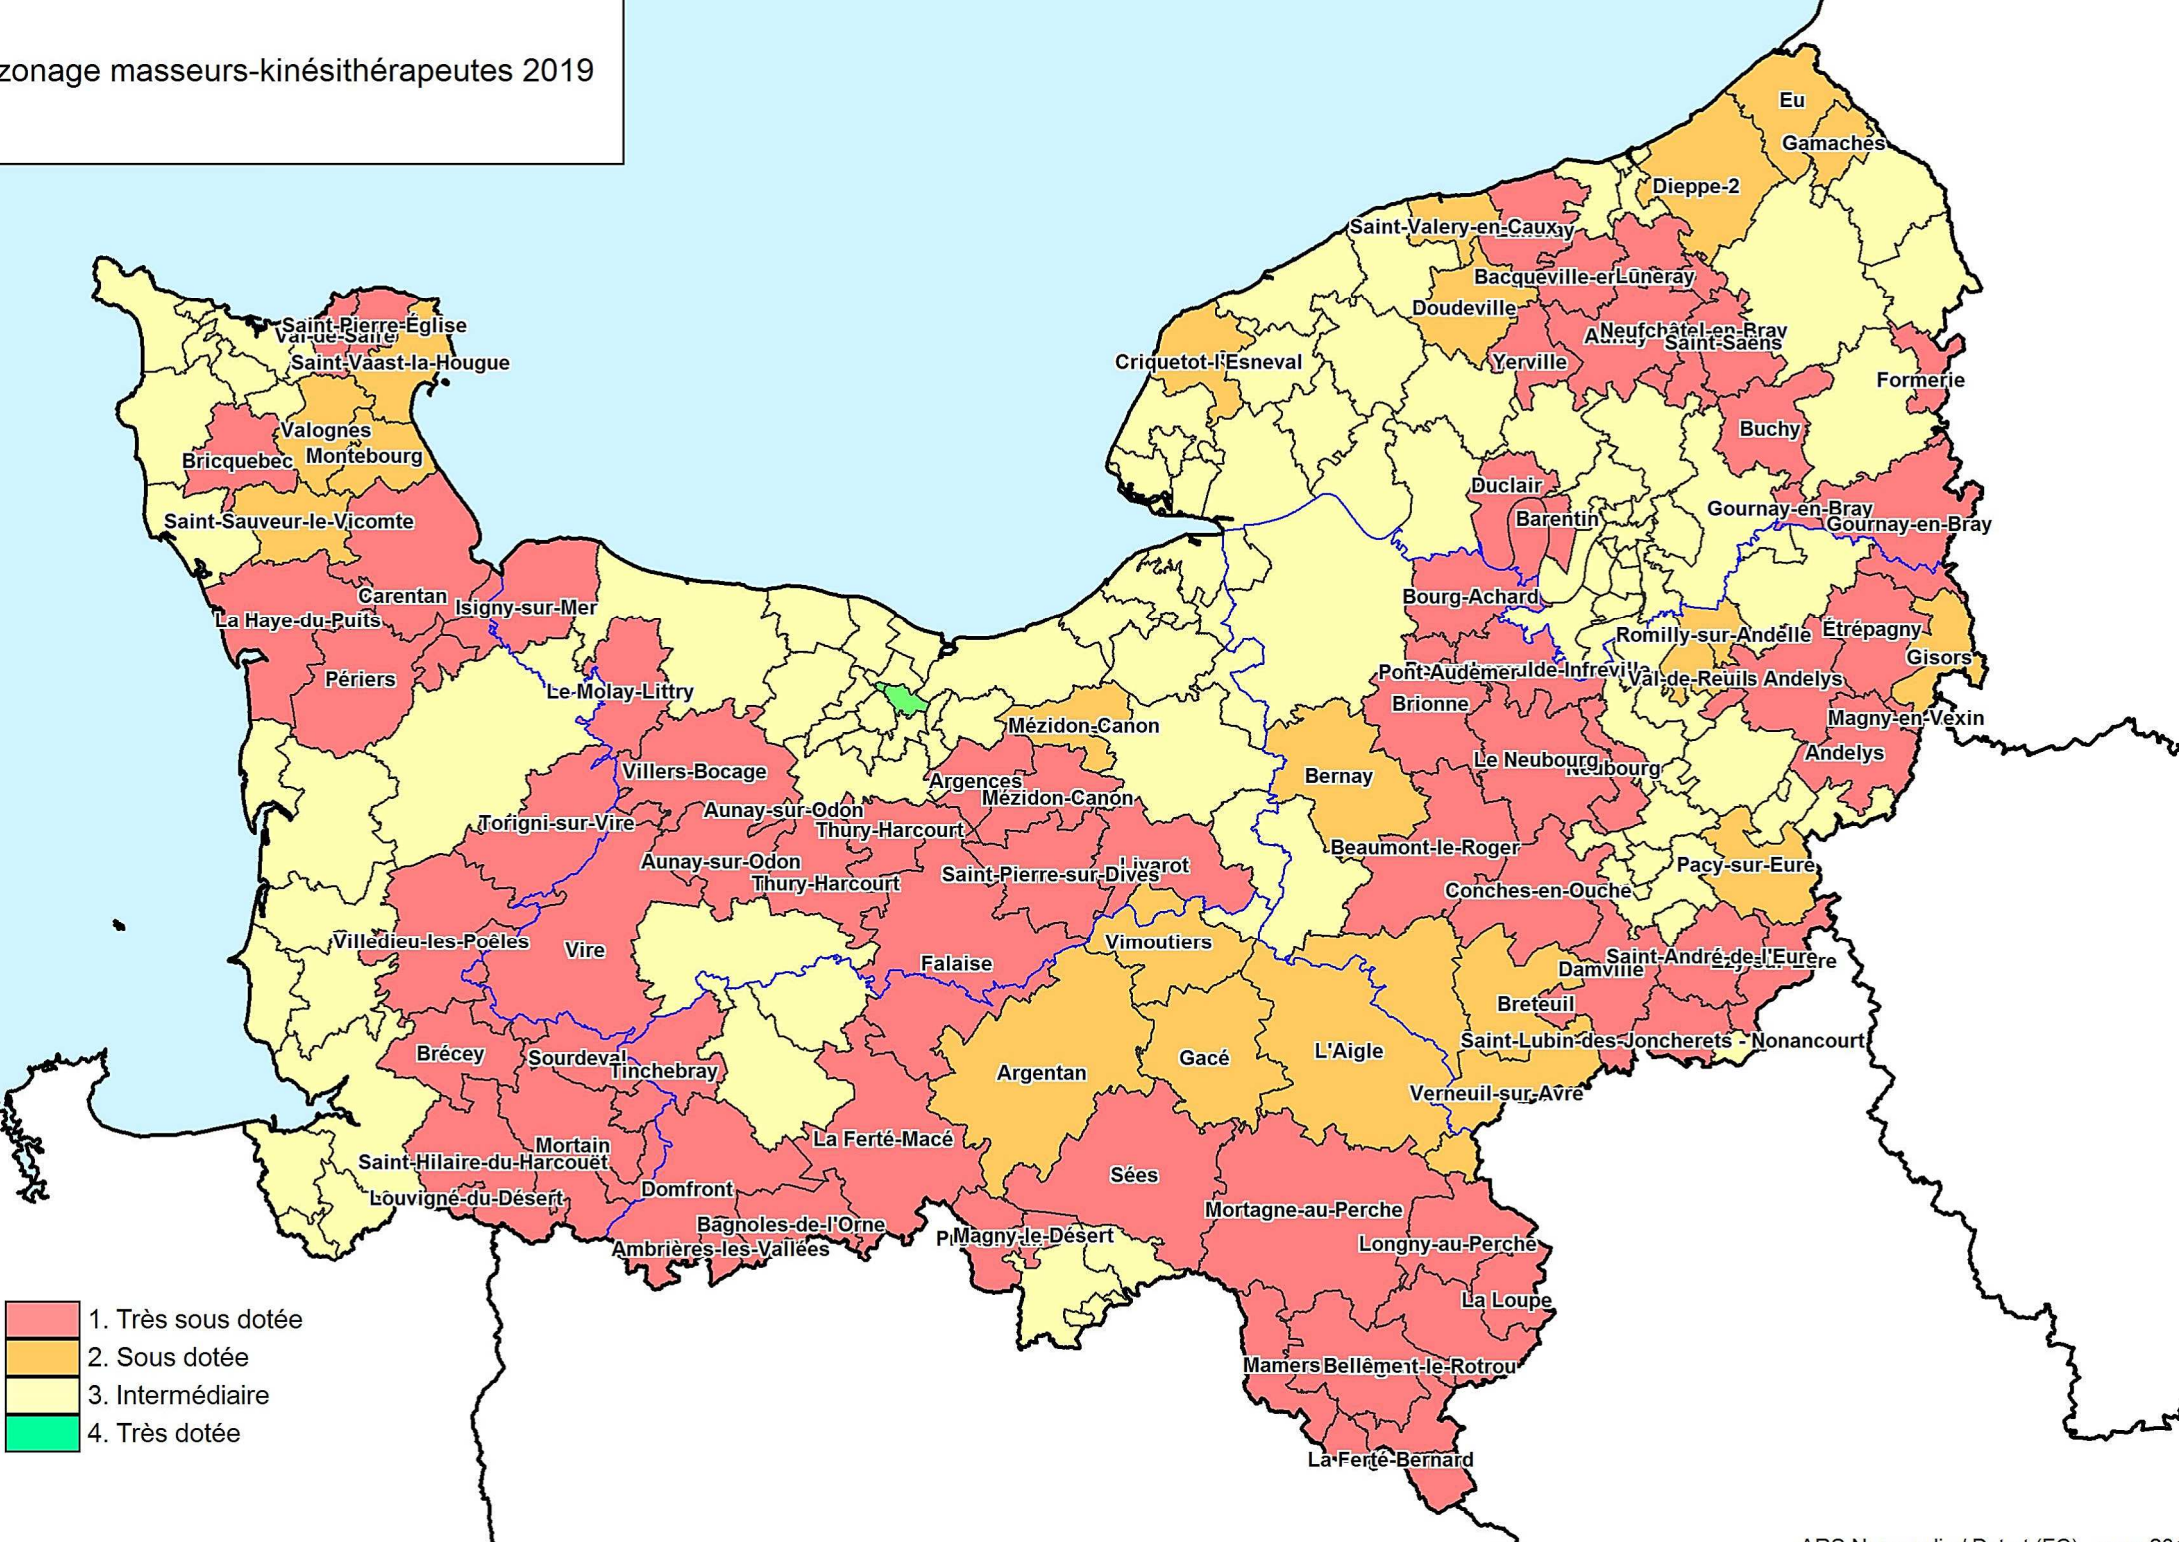 zonage masseurs-kinésithérapeutes 2019
Eu
Gamaches
Dieppe-2
Saint-Valery-en-Caux
Bacqueville-en
Luneray
Doudeville
Saint-Pierre-Église
Val-de-Saire
Neufchâtel-en-Bray
Saint-Saëns
Saint-Vaast-la-Hougue
Criquetot-l'Esneval
Yerville
Formerie
Valognes
Buchy
Bricquebec
Montebourg
Duclair
Saint-Sauveur-le-Vicomte
Barentin
Gournay-en-Bray
Gournay-en-Bray
Carentan
Bourg-Achard
Isigny-sur-Mer
La Haye-du-Puits
Romilly-sur-Andelle
Étrépagny
Gisors
Périers
Pont-Audemer
Val-de-Reuil
Andelys
Le-Molay-Littry
Brionne
Mézidon-Canon
Magny-en-Vexin
Andelys
Le Neubourg
Neubourg
Villers-Bocage
Bernay
Argences
Mézidon-Canon
Aunay-sur-Odon
Torigni-sur-Vire
Thury-Harcourt
Beaumont-le-Roger
Aunay-sur-Odon
Livarot
Pacy-sur-Eure
Saint-Pierre-sur-Dives
Thury-Harcourt
Conches-en-Ouche
Villedieu-les-Poêles
Vire
Vimoutiers
Saint-André-de-l'Eure
Falaise
Damville
Breteuil
Saint-Lubin-des-Joncherets - Nonancourt
Brécey
Sourdeval
Tinchebray
Argentan
Gacé
L'Aigle
Verneuil-sur-Avre
La Ferté-Macé
Mortain
Saint-Hilaire-du-Harcouët
Sées
Domfront
Louvigné-du-Désert
Mortagne-au-Perche
Bagnoles-de-l'Orne
Magny-le-Désert
Ambrières-les-Vallées
Longny-au-Perche
La Loupe
Mamers
Bellême
nt-le-Rotrou
La Ferté-Bernard
1. Très sous dotée
2. Sous dotée
3. Intermédiaire
4. Très dotée